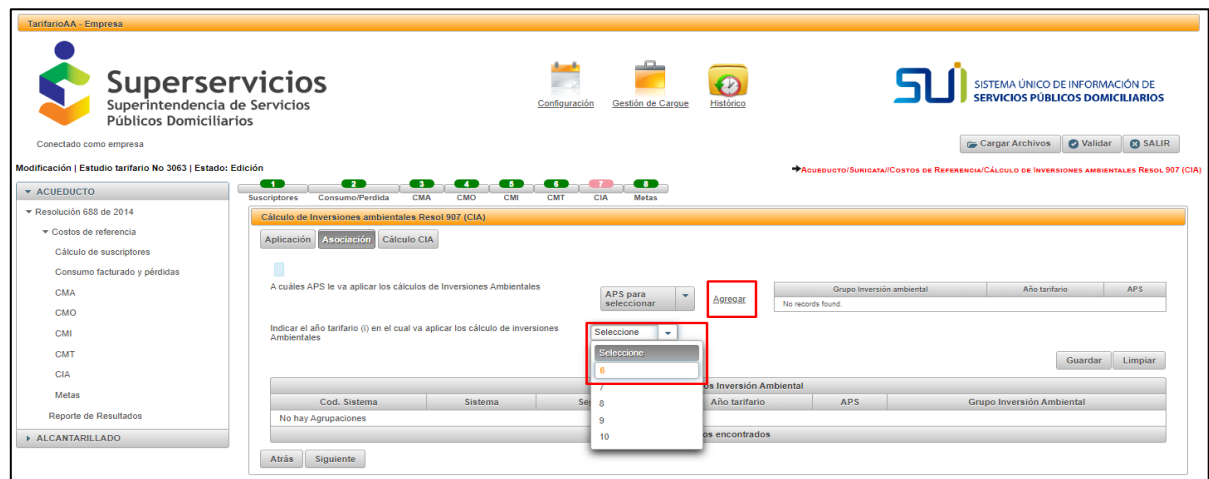 TarifarioAA - Empresa
Superservicios
Superintendencia de Servicios
Públicos Domiciliarios
Configuración Gestión de Cargue Histórico
sui SISTEMA ÚNICO DE INFORMACIÓN DE
SERVICIOS PÚBLICOS DOMICILIARIOS
Conectado como empresa
Cargar Archivos Validar SALIR
Modificación | Estudio tarifario No 3063 | Estado: Edición
ACUEDUCTO/SURICATA//COSTOS DE REFERENCIA/CÁLCULO DE INVERSIONES AMBIENTALES RESOL 907 (CIA)
ACUEDUCTO
Resolución 688 de 2014
Costos de referencia
Cálculo de suscriptores
Consumo facturado y pérdidas
CMA
CMO
CMI
CMT
CIA
Metas
Reporte de Resultados
ALCANTARILLADO
1 2 3 4 5 6 7 8
Suscriptores Consumo/Perdida CMA CMO CMI CMT CIA Metas
Cálculo de Inversiones ambientales Resol 907 (CIA)
Aplicación Asociación Cálculo CIA
A cuáles APS le va aplicar los cálculos de Inversiones Ambientales
APS para
seleccionar
Agregar
Grupo Inversión ambiental Año tarifario APS
No records found.
Indicar el año tarifario (i) en el cual va aplicar los cálculo de inversiones
Ambientales
Seleccione
Seleccione
6
7
8
9
10
Guardar Limpiar
os Inversión Ambiental
Cod. Sistema Sistema Se Año tarifario APS Grupo Inversión Ambiental
No hay Agrupaciones
os encontrados
Atrás Siguiente